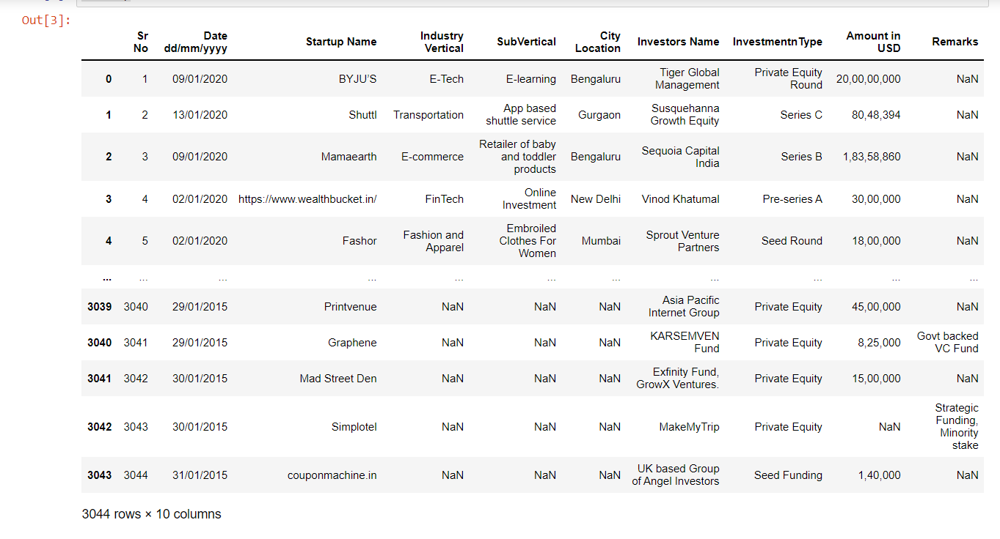 Out[3]:
Sr No Date dd/mm/yyyy Startup Name Industry Vertical SubVertical City Location Investors Name InvestmentnType Amount in USD Remarks
0 1 09/01/2020 BYJU’S E-Tech E-learning Bengaluru Tiger Global Management Private Equity Round 20,00,00,000 NaN
1 2 13/01/2020 Shuttl Transportation App based shuttle service Gurgaon Susquehanna Growth Equity Series C 80,48,394 NaN
2 3 09/01/2020 Mamaearth E-commerce Retailer of baby and toddler products Bengaluru Sequoia Capital India Series B 1,83,58,860 NaN
3 4 02/01/2020 https://www.wealthbucket.in/ FinTech Online Investment New Delhi Vinod Khatumal Pre-series A 30,00,000 NaN
4 5 02/01/2020 Fashor Fashion and Apparel Embroiled Clothes For Women Mumbai Sprout Venture Partners Seed Round 18,00,000 NaN
... ... ... ... ... ... ... ... ... ... ...
3039 3040 29/01/2015 Printvenue NaN NaN NaN Asia Pacific Internet Group Private Equity 45,00,000 NaN
3040 3041 29/01/2015 Graphene NaN NaN NaN KARSEMVEN Fund Private Equity 8,25,000 Govt backed VC Fund
3041 3042 30/01/2015 Mad Street Den NaN NaN NaN Exfinity Fund, GrowX Ventures. Private Equity 15,00,000 NaN
3042 3043 30/01/2015 Simplotel NaN NaN NaN MakeMyTrip Private Equity NaN Strategic Funding, Minority stake
3043 3044 31/01/2015 couponmachine.in NaN NaN NaN UK based Group of Angel Investors Seed Funding 1,40,000 NaN
3044 rows × 10 columns